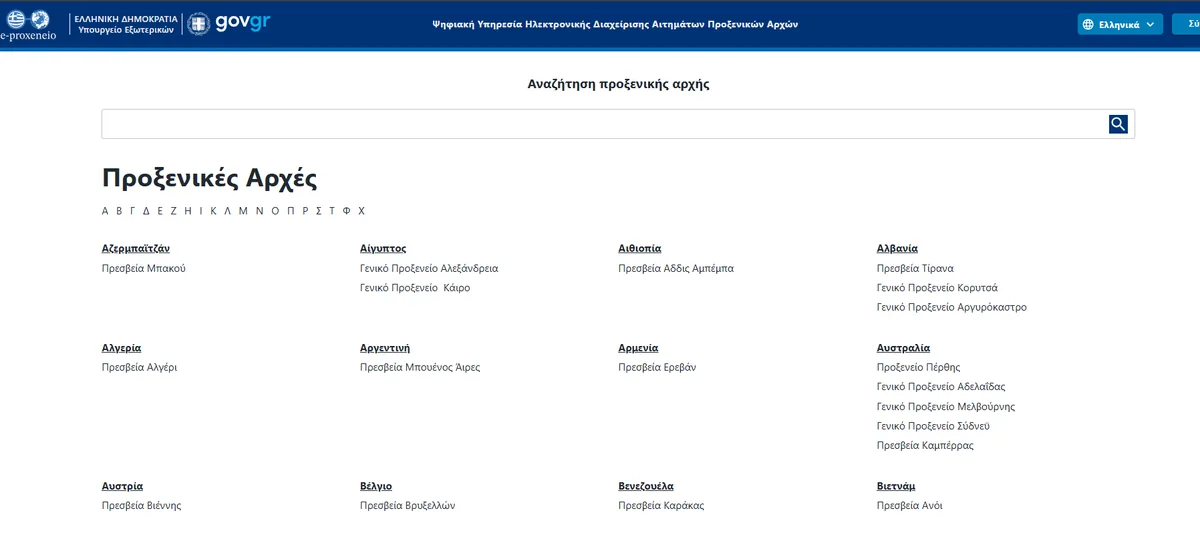 e-proxeneio
ΕΛΛΗΝΙΚΗ ΔΗΜΟΚΡΑΤΙΑ
Υπουργείο Εξωτερικών
govgr
Ψηφιακή Υπηρεσία Ηλεκτρονικής Διαχείρισης Αιτημάτων Προξενικών Αρχών
Ελληνικά
Αναζήτηση προξενικής αρχής
Προξενικές Αρχές
Α Β Γ Δ Ε Ζ Η Ι Κ Λ Μ Ν Ο Π Ρ Σ Τ Φ Χ
Αζερμπαϊτζάν
Πρεσβεία Μπακού
Αίγυπτος
Γενικό Προξενείο Αλεξάνδρεια
Γενικό Προξενείο Κάιρο
Αιθιοπία
Πρεσβεία Αδδις Αμπέμπα
Αλβανία
Πρεσβεία Τίρανα
Γενικό Προξενείο Κορυτσά
Γενικό Προξενείο Αργυρόκαστρο
Αλγερία
Πρεσβεία Αλγέρι
Αργεντινή
Πρεσβεία Μπουένος Άιρες
Αρμενία
Πρεσβεία Ερεβάν
Αυστραλία
Προξενείο Πέρθης
Γενικό Προξενείο Αδελαΐδας
Γενικό Προξενείο Μελβούρνης
Γενικό Προξενείο Σύδνεϋ
Πρεσβεία Καμπέρρας
Αυστρία
Πρεσβεία Βιέννης
Βέλγιο
Πρεσβεία Βρυξελλών
Βενεζουέλα
Πρεσβεία Καράκας
Βιετνάμ
Πρεσβεία Ανόι